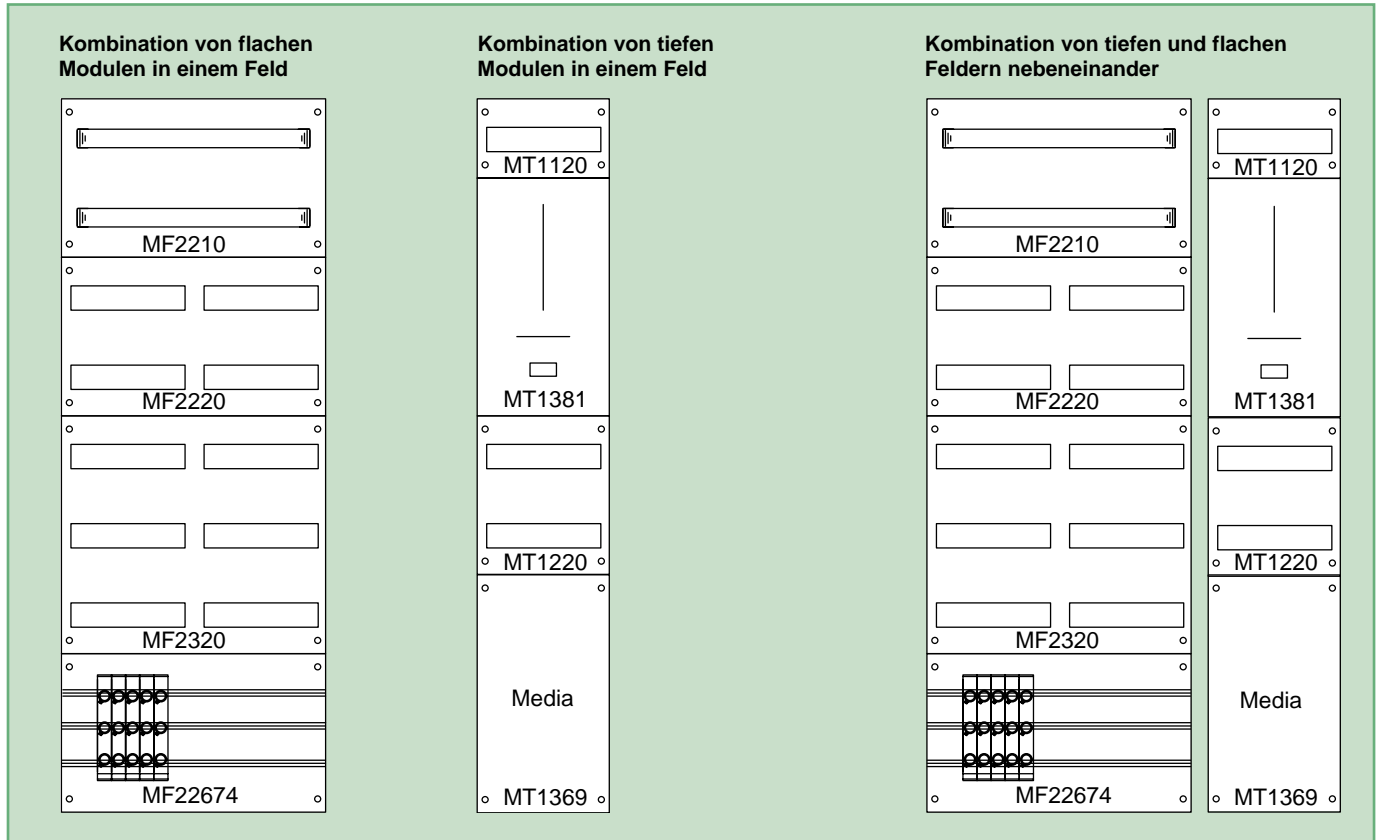 Kombination von flachen
Modulen in einem Feld
MF2210
MF2220
MF2320
MF22674
Kombination von tiefen
Modulen in einem Feld
MT1120
MT1381
MT1220
Media
MT1369
Kombination von tiefen und flachen
Feldern nebeneinander
MF2210
MF2220
MF2320
MF22674
MT1120
MT1381
MT1220
Media
MT1369